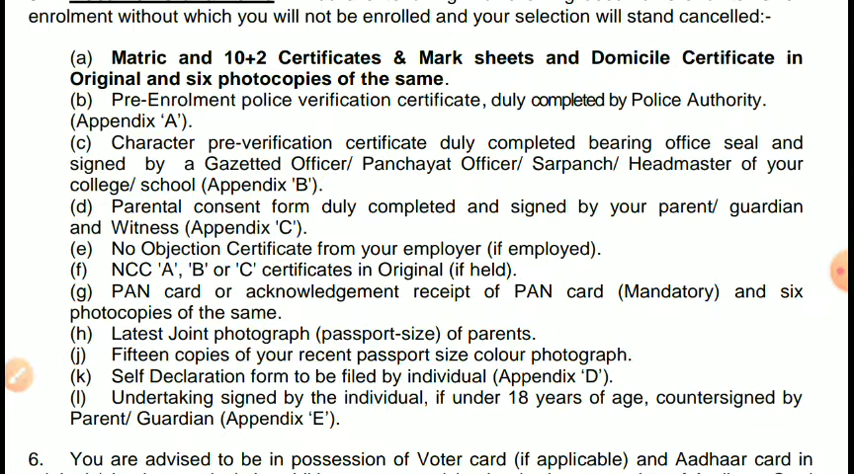 enrolment without which you will not be enrolled and your selection will stand cancelled:-
(a) Matric and 10+2 Certificates & Mark sheets and Domicile Certificate in
Original and six photocopies of the same.
(b) Pre-Enrolment police verification certificate, duly completed by Police Authority.
(Appendix ‘A’).
(c) Character pre-verification certificate duly completed bearing office seal and
signed by a Gazetted Officer/ Panchayat Officer/ Sarpanch/ Headmaster of your
college/ school (Appendix 'B').
(d) Parental consent form duly completed and signed by your parent/ guardian
and Witness (Appendix 'C').
(e) No Objection Certificate from your employer (if employed).
(f) NCC 'A', 'B' or 'C' certificates in Original (if held).
(g) PAN card or acknowledgement receipt of PAN card (Mandatory) and six
photocopies of the same.
(h) Latest Joint photograph (passport-size) of parents.
(j) Fifteen copies of your recent passport size colour photograph.
(k) Self Declaration form to be filed by individual (Appendix ‘D’).
(l) Undertaking signed by the individual, if under 18 years of age, countersigned by
Parent/ Guardian (Appendix ‘E’).
6. You are advised to be in possession of Voter card (if applicable) and Aadhaar card in